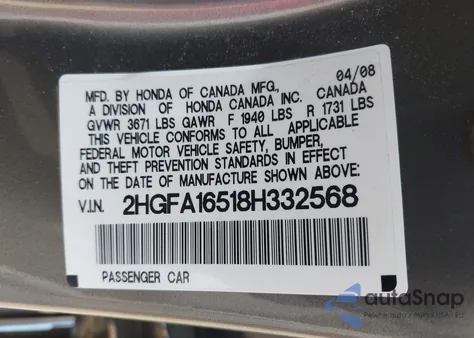 MFD. BY HONDA OF CANADA MFG., 04/08
A DIVISION OF HONDA CANADA INC. CANADA
GVWR 3671 LBS GAWR F 1940 LBS R 1731 LBS
THIS VEHICLE CONFORMS TO ALL APPLICABLE
FEDERAL MOTOR VEHICLE SAFETY, BUMPER,
AND THEFT PREVENTION STANDARDS IN EFFECT
ON THE DATE OF MANUFACTURE SHOWN ABOVE:
V.I.N. 2HGFA16518H332568
PASSENGER CAR
autoSnap